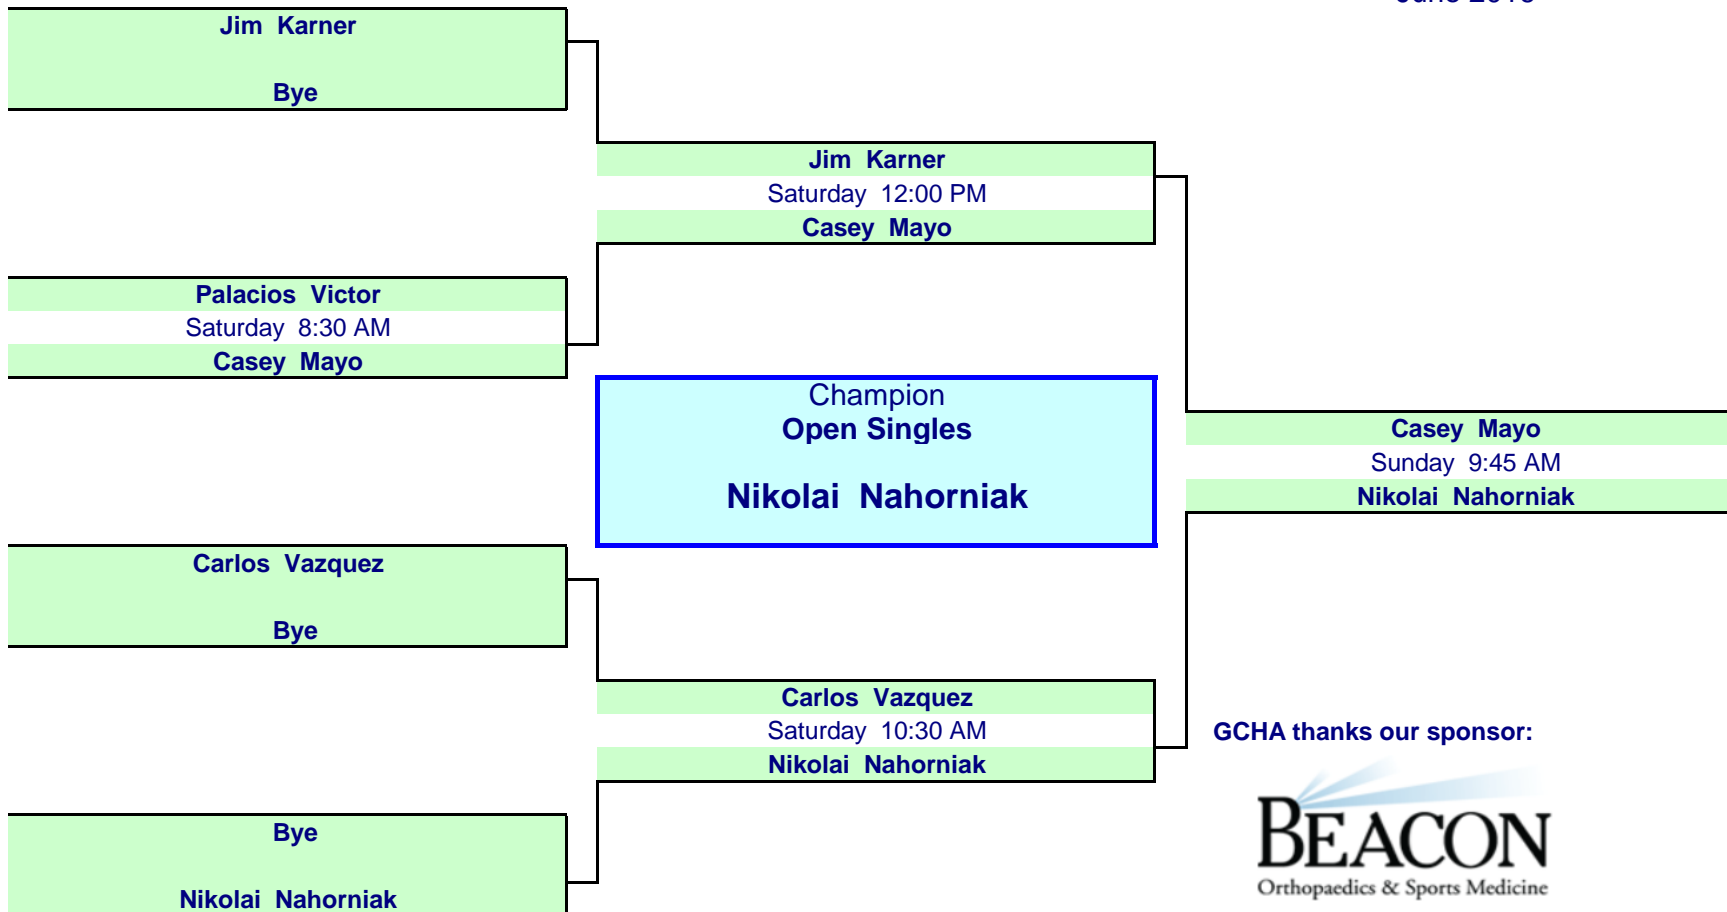 Jim Karner
Bye
Jim Karner
Saturday 12:00 PM
Casey Mayo
Palacios Victor
Saturday 8:30 AM
Casey Mayo
Champion
Open Singles
Nikolai Nahorniak
Casey Mayo
Sunday 9:45 AM
Nikolai Nahorniak
Carlos Vazquez
Bye
Carlos Vazquez
Saturday 10:30 AM
Nikolai Nahorniak
GCHA thanks our sponsor:
BEACON
Orthopaedics & Sports Medicine
Bye
Nikolai Nahorniak